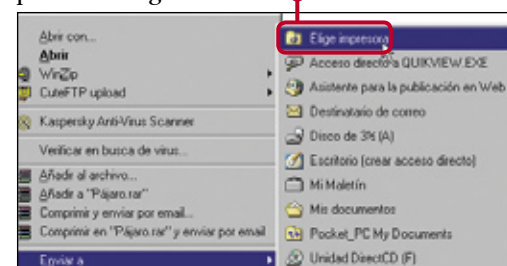 Abrir con...
Abrir
WinZip
CuteFTP upload
Kaspersky Anti-Virus Scanner
Verificar en busca de virus...
Añadir al archivo...
Añadir a "Pájaro.rar"
Comprimir y enviar por email...
Comprimir en "Pájaro.rar" y enviar por email
Enviar a
Elige impresora
Acceso directo a QUIKVIEW.EXE
Asistente para la publicación en Web
Destinatario de correo
Disco de 3½ (A)
Escritorio (crear acceso directo)
Mi Maletín
Mis documentos
Pocket_PC My Documents
Unidad DirectCD (F)